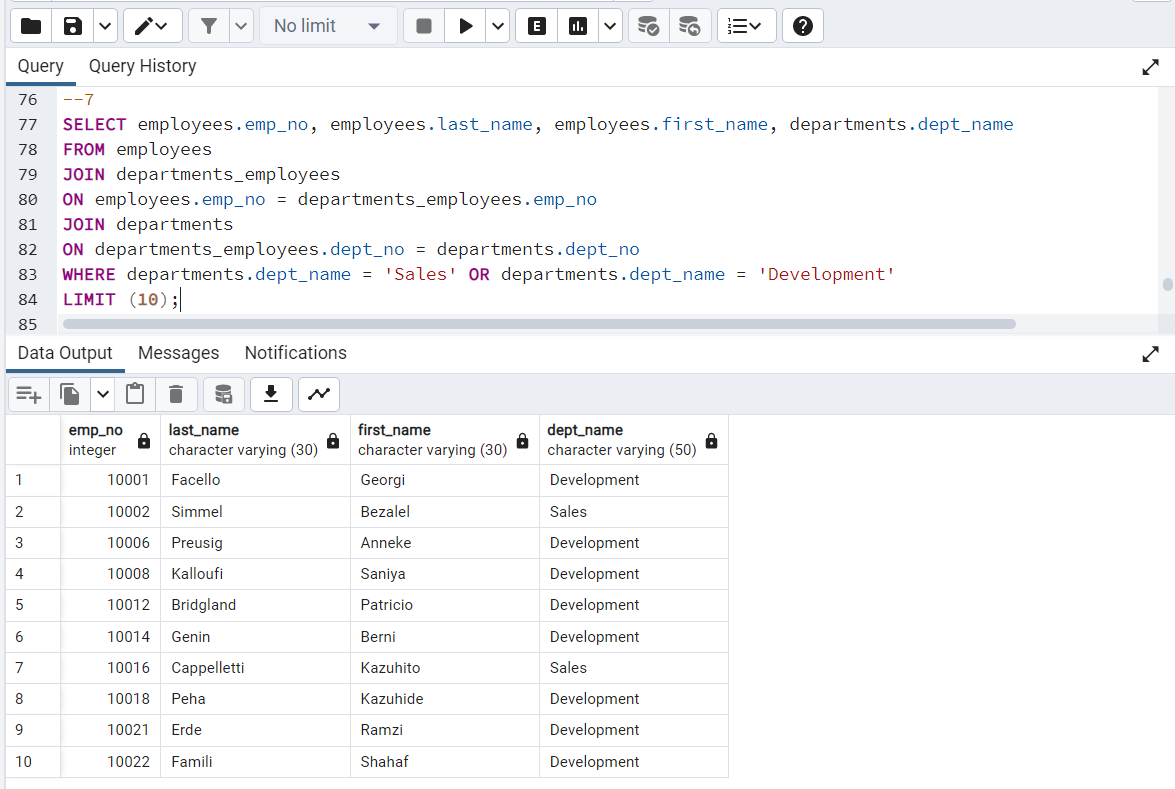 No limit
E
Query Query History
76 --7
77 SELECT employees.emp_no, employees.last_name, employees.first_name, departments.dept_name
78 FROM employees
79 JOIN departments_employees
80 ON employees.emp_no = departments_employees.emp_no
81 JOIN departments
82 ON departments_employees.dept_no = departments.dept_no
83 WHERE departments.dept_name = 'Sales' OR departments.dept_name = 'Development'
84 LIMIT (10);
85
Data Output Messages Notifications
emp_no last_name first_name dept_name
integer character varying (30) character varying (30) character varying (50)
1 10001 Facello Georgi Development
2 10002 Simmel Bezalel Sales
3 10006 Preusig Anneke Development
4 10008 Kalloufi Saniya Development
5 10012 Bridgland Patricio Development
6 10014 Genin Berni Development
7 10016 Cappelletti Kazuhito Sales
8 10018 Peha Kazuhide Development
9 10021 Erde Ramzi Development
10 10022 Famili Shahaf Development